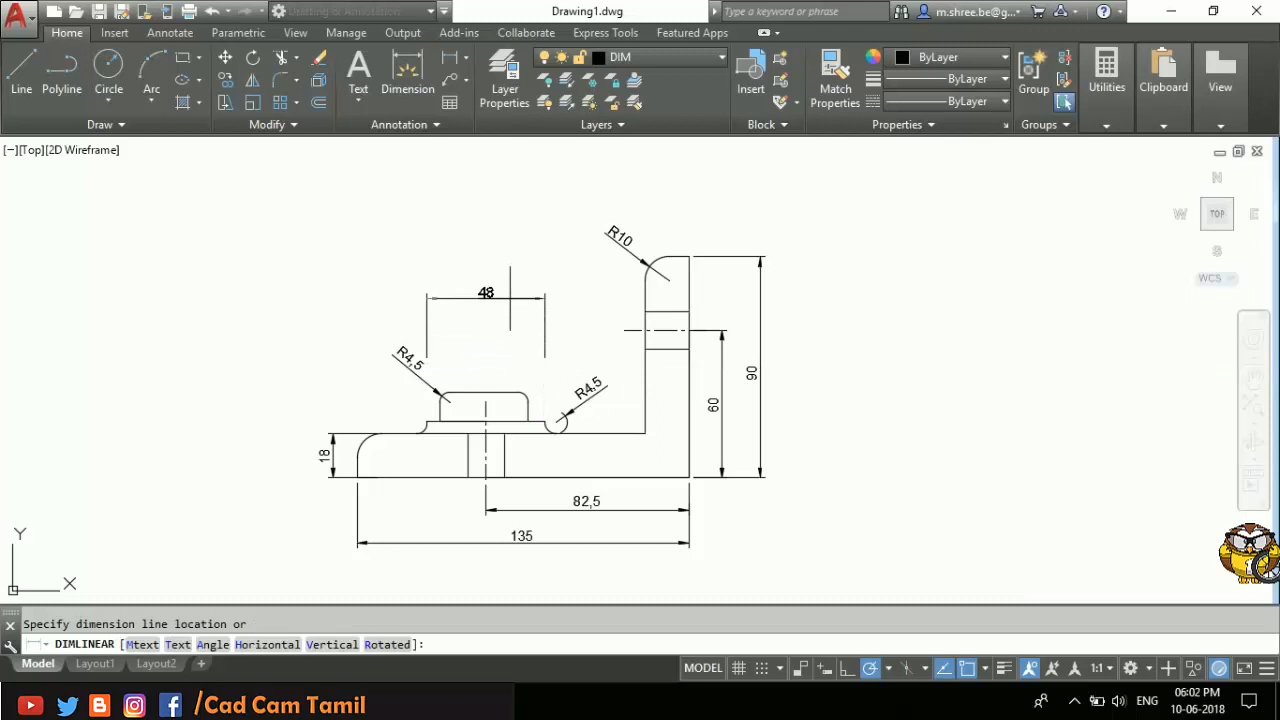 Drafting & Annotation
Drawing1.dwg
Type a keyword or phrase
m.shree.be@g...
Home Insert Annotate Parametric View Manage Output Add-ins Collaborate Express Tools Featured Apps
DIM
ByLayer
ByLayer
ByLayer
Line Polyline Circle Arc Text Dimension Layer Properties Insert Match Properties Group Utilities Clipboard View
Draw Modify Annotation Layers Block Properties Groups
[−][Top][2D Wireframe]
N
W TOP E
S
WCS
R10
48
R4,5
R4,5
90
60
18
82,5
135
Y
X
Specify dimension line location or
DIMLINEAR [Mtext Text Angle Horizontal Vertical Rotated]:
Model Layout1 Layout2 +
MODEL 1:1
/Cad Cam Tamil
ENG
06:02 PM
10-06-2018